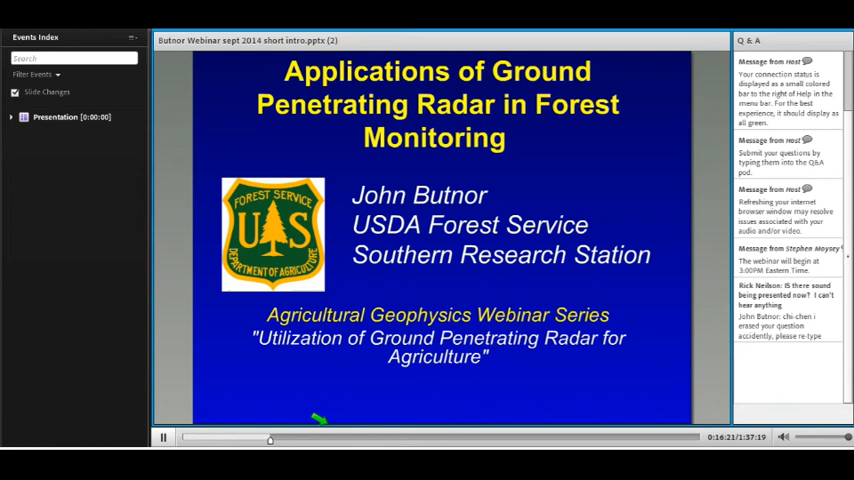 Events Index
Search
Filter Events
Slide Changes
Presentation [0:00:00]
Butnor Webinar sept 2014 short intro.pptx (2)
Applications of Ground
Penetrating Radar in Forest
Monitoring
FOREST SERVICE
US
DEPARTMENT OF AGRICULTURE
John Butnor
USDA Forest Service
Southern Research Station
Agricultural Geophysics Webinar Series
"Utilization of Ground Penetrating Radar for
Agriculture"
0:16:21/1:37:19
Q & A
Message from Host
Your connection status is
displayed as a small colored
bar to the right of Help in the
menu bar. For the best
experience, it should display as
all green.
Message from Host
Submit your questions by
typing them into the Q&A
pod.
Message from Host
Refreshing your internet
browser window may resolve
issues associated with your
audio and/or video.
Message from Stephen Moysey
The webinar will begin at
3:00PM Eastern Time.
Rick Neilson: IS there sound
being presented now? I can't
hear anything
John Butnor: chi-chen i
erased your question
accidently, please re-type